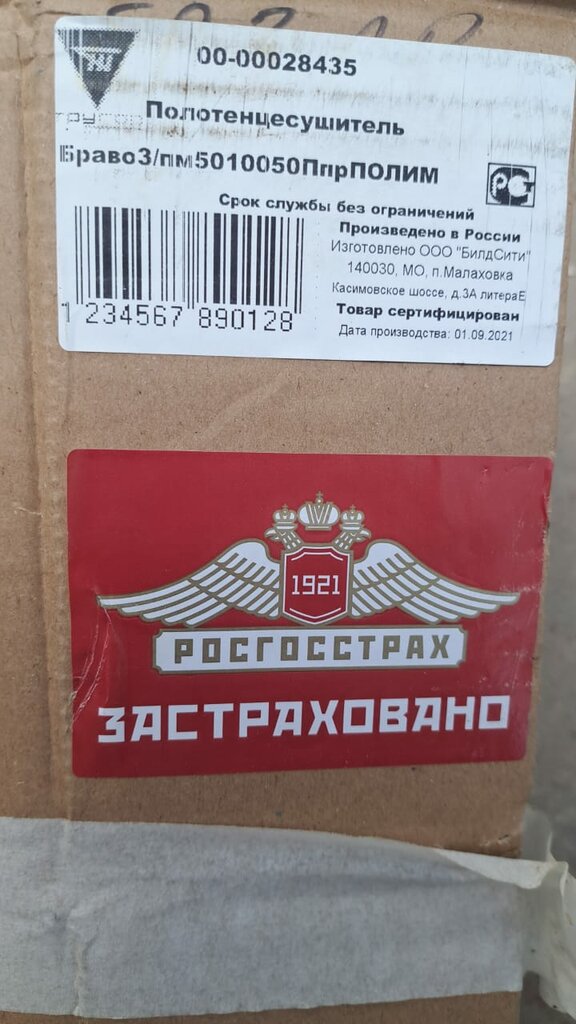 00-00028435
Полотенцесушитель
Браво3/пм5010050ПпрПОЛИМ
РСТ
Срок службы без ограничений
Произведено в России
Изготовлено ООО "БилдСити"
140030, МО, п.Малаховка
Касимовское шоссе, д.3А литераЕ
Товар сертифицирован
Дата производства: 01.09.2021
1 234567 890128
1921
РОСГОССТРАХ
ЗАСТРАХОВАНО